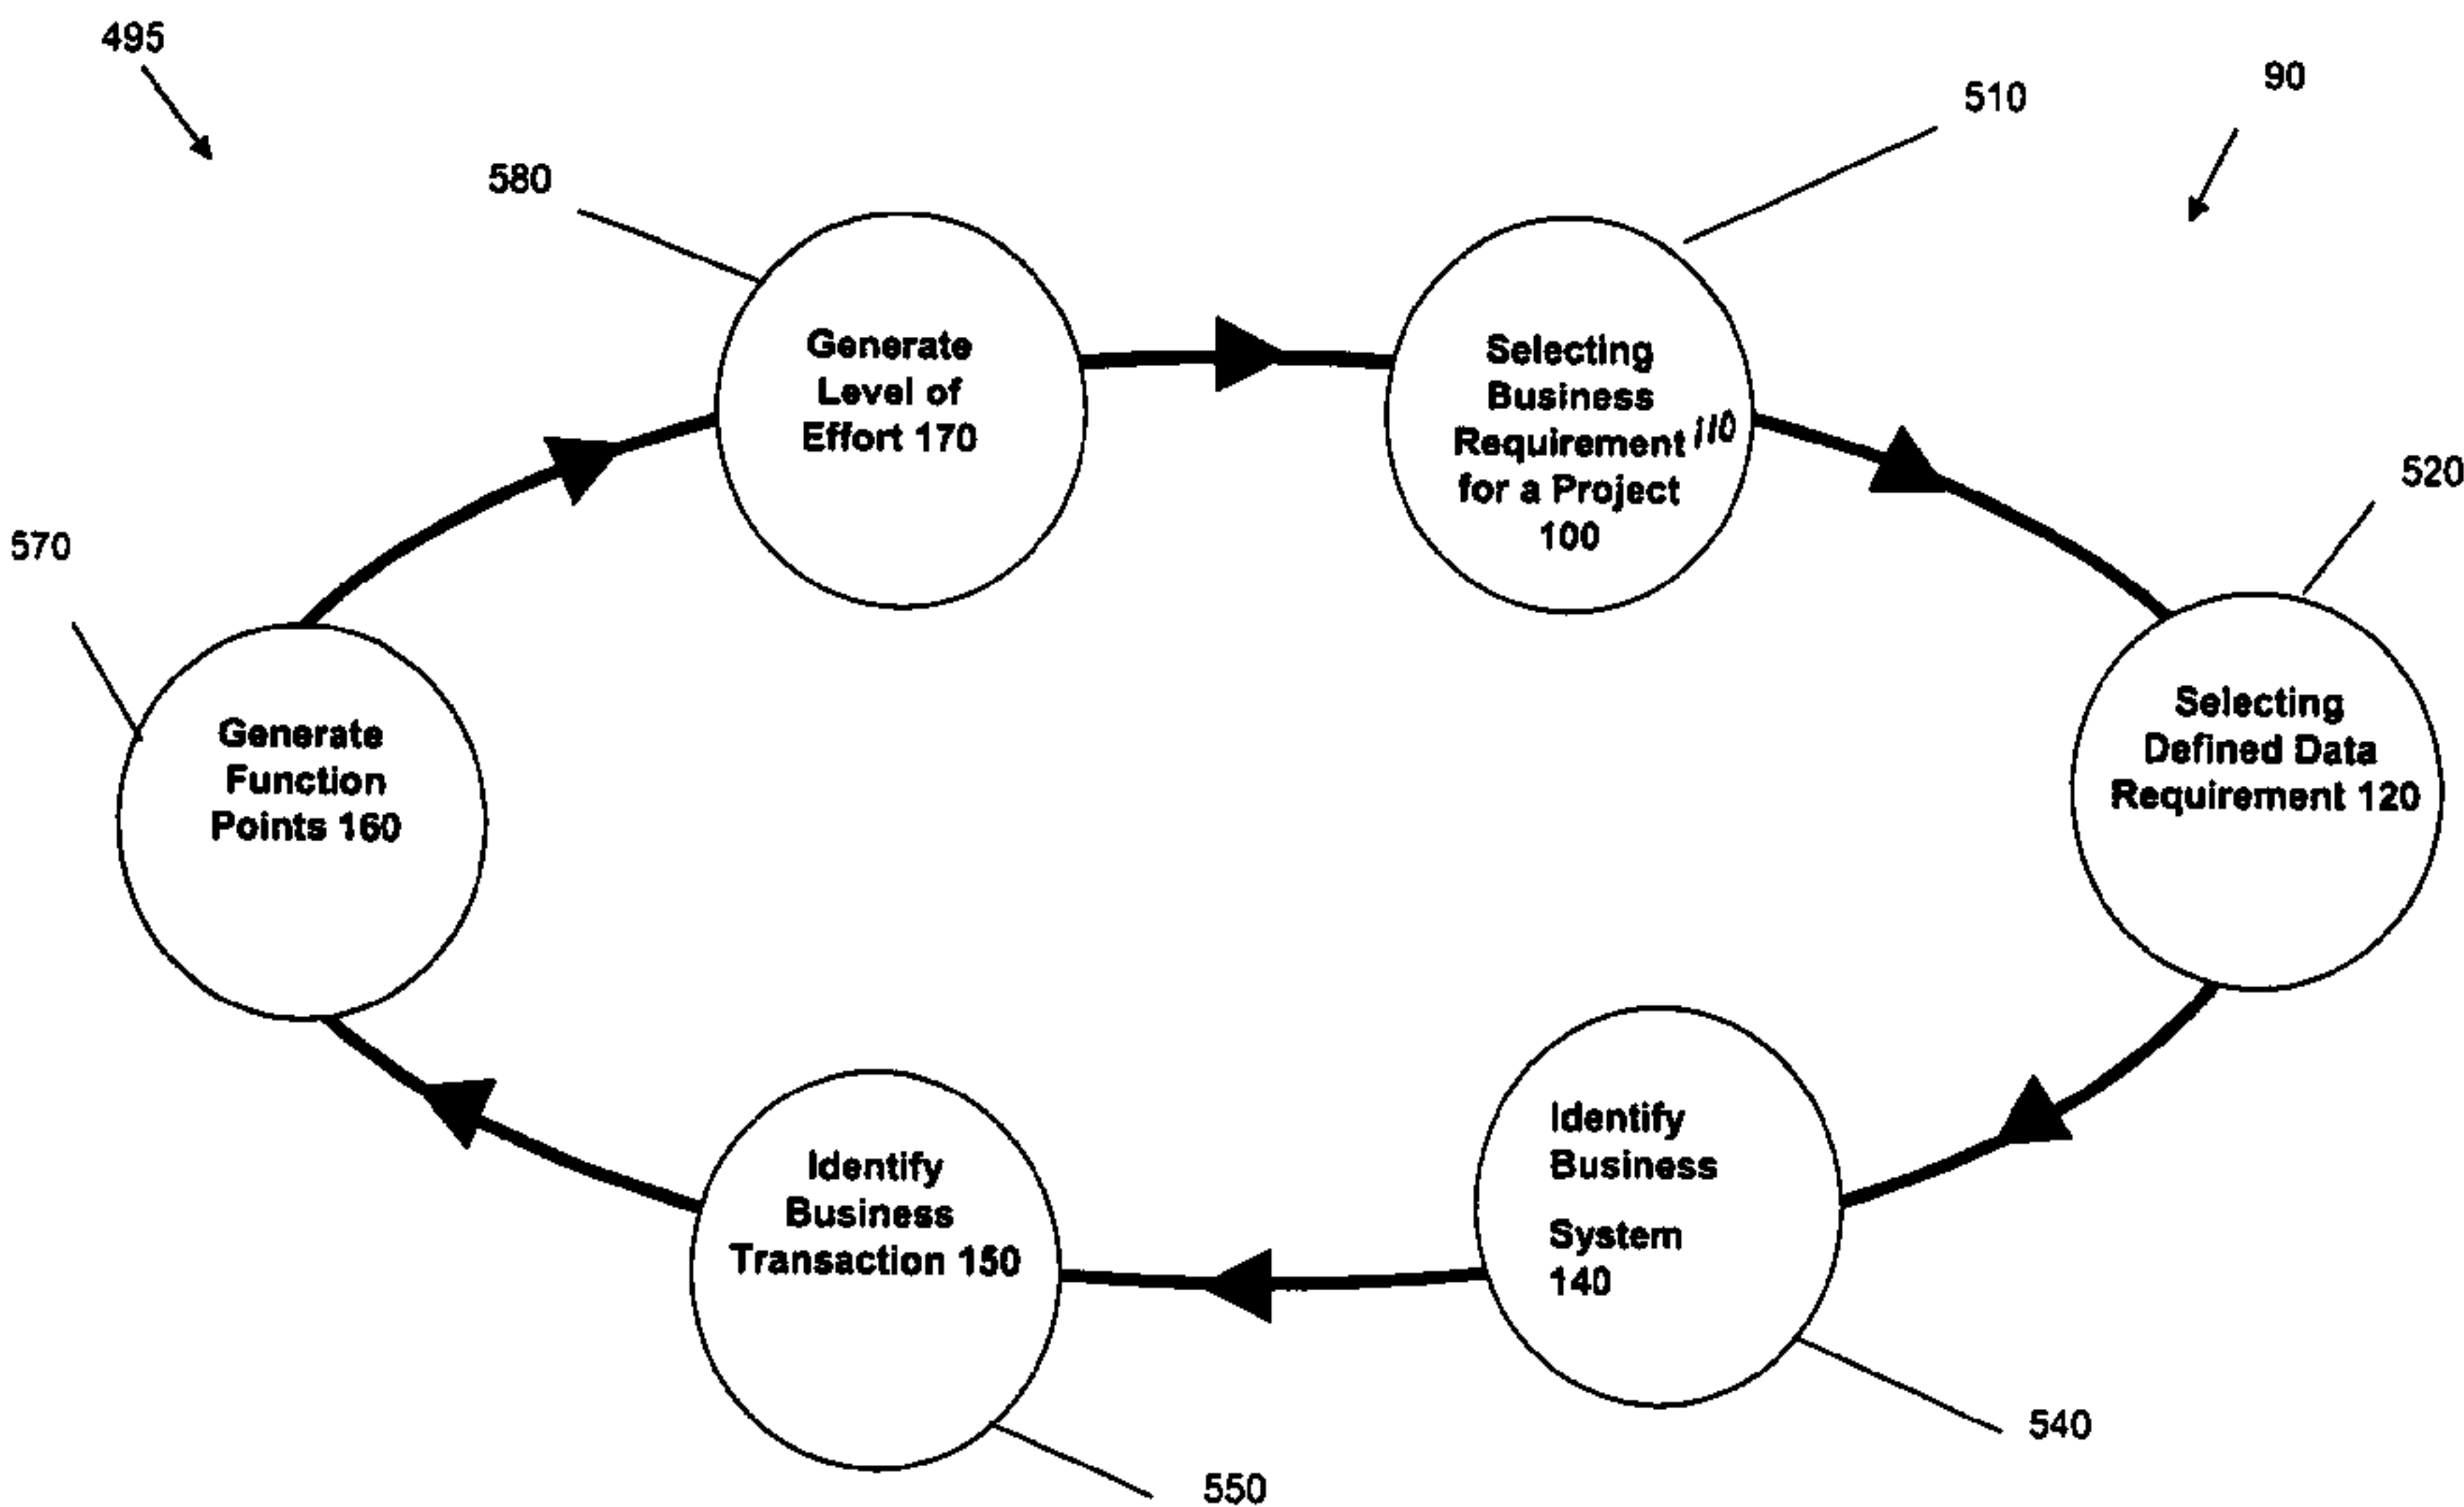 495
90
510
580
Generate
Level of
Effort 170
Selecting
Business
Requirement 110
for a Project
100
520
570
Selecting
Defined Data
Requirement 120
Generate
Function
Points 160
Identify
Business
System
140
Identify
Business
Transaction 150
540
550